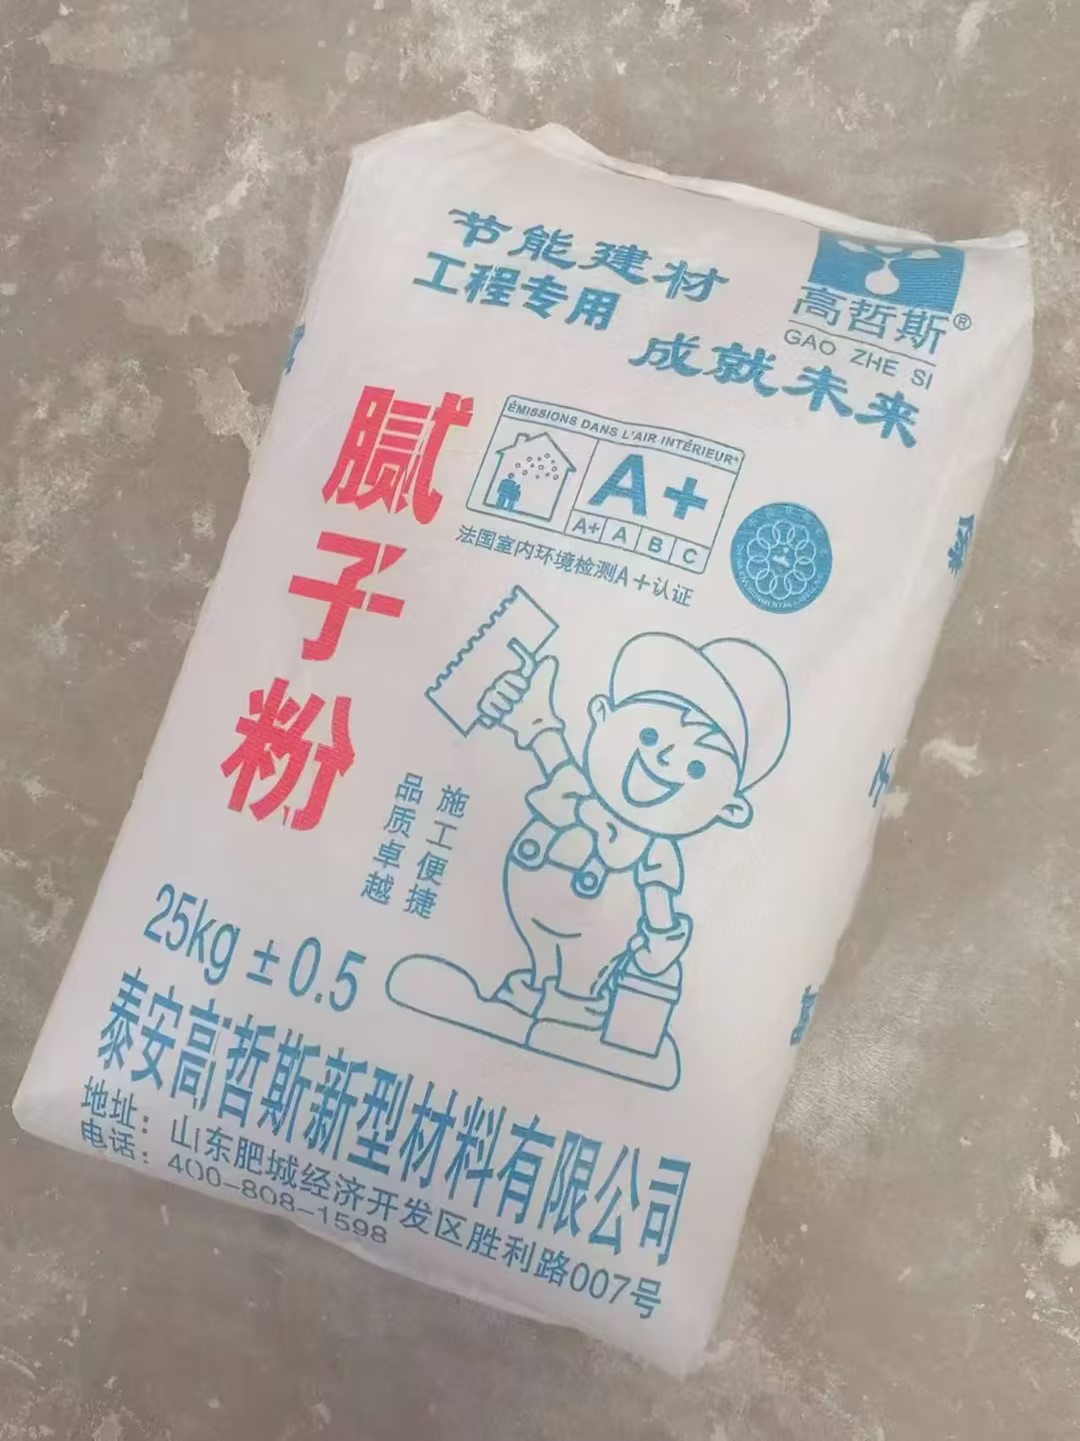 节能建材
工程专用
成就未来
高哲斯®
GAO ZHE SI
腻子粉
ÉMISSIONS DANS L'AIR INTÉRIEUR*
A+
A+ A B C
法国室内环境检测A+认证
施工便捷
品质卓越
25kg ± 0.5
泰安高哲斯新型材料有限公司
地址：山东肥城经济开发区胜利路007号
电话：400-808-1598